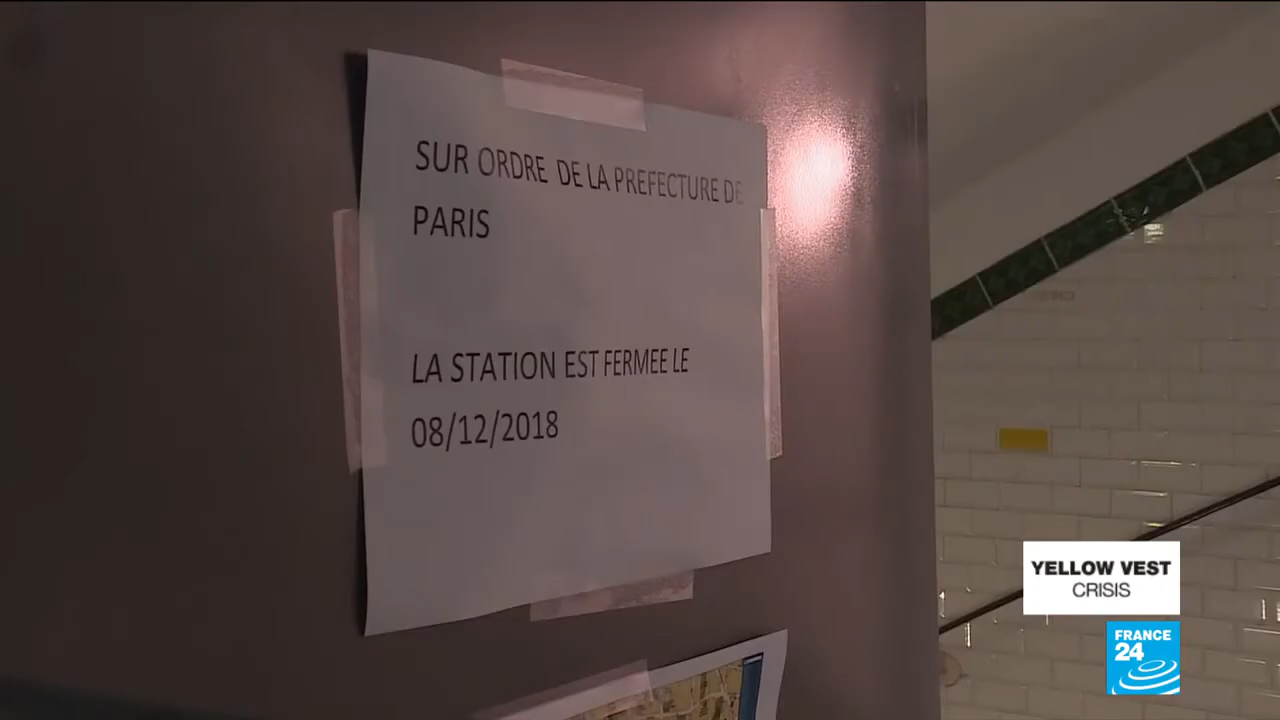 SUR ORDRE DE LA PREFECTURE DE
PARIS
LA STATION EST FERMEE LE
08/12/2018
YELLOW VEST
CRISIS
FRANCE
24